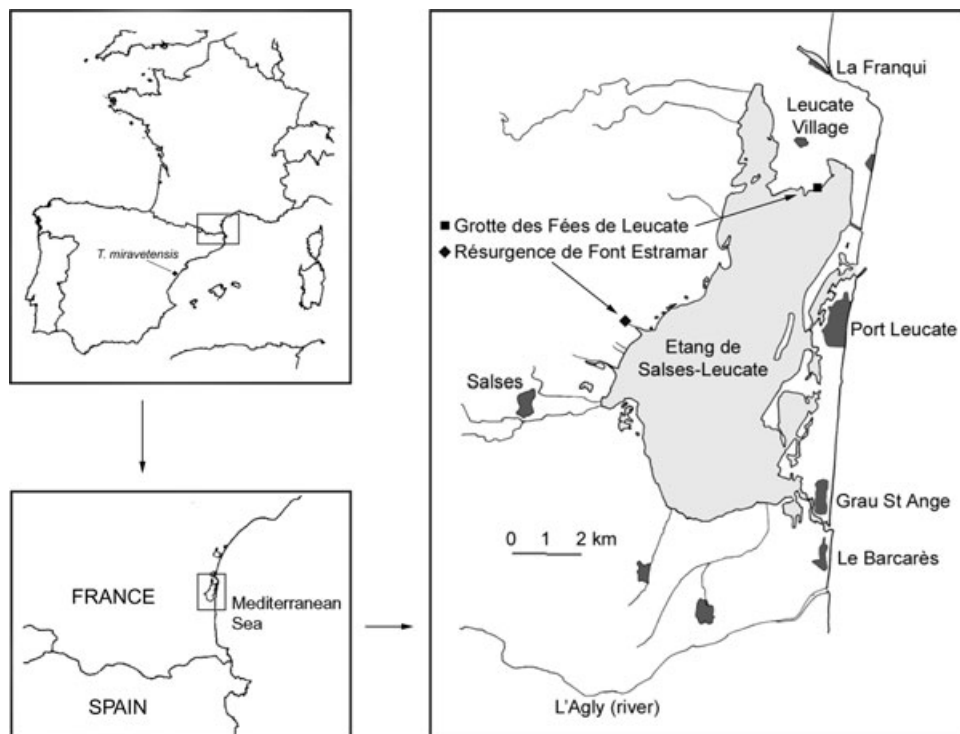 T. miravetensis
FRANCE
Mediterranean
Sea
SPAIN
La Franqui
Leucate
Village
■ Grotte des Fées de Leucate
◆ Résurgence de Font Estramar
Port Leucate
Etang de
Salses-Leucate
Salses
Grau St Ange
0 1 2 km
Le Barcarès
L'Agly (river)